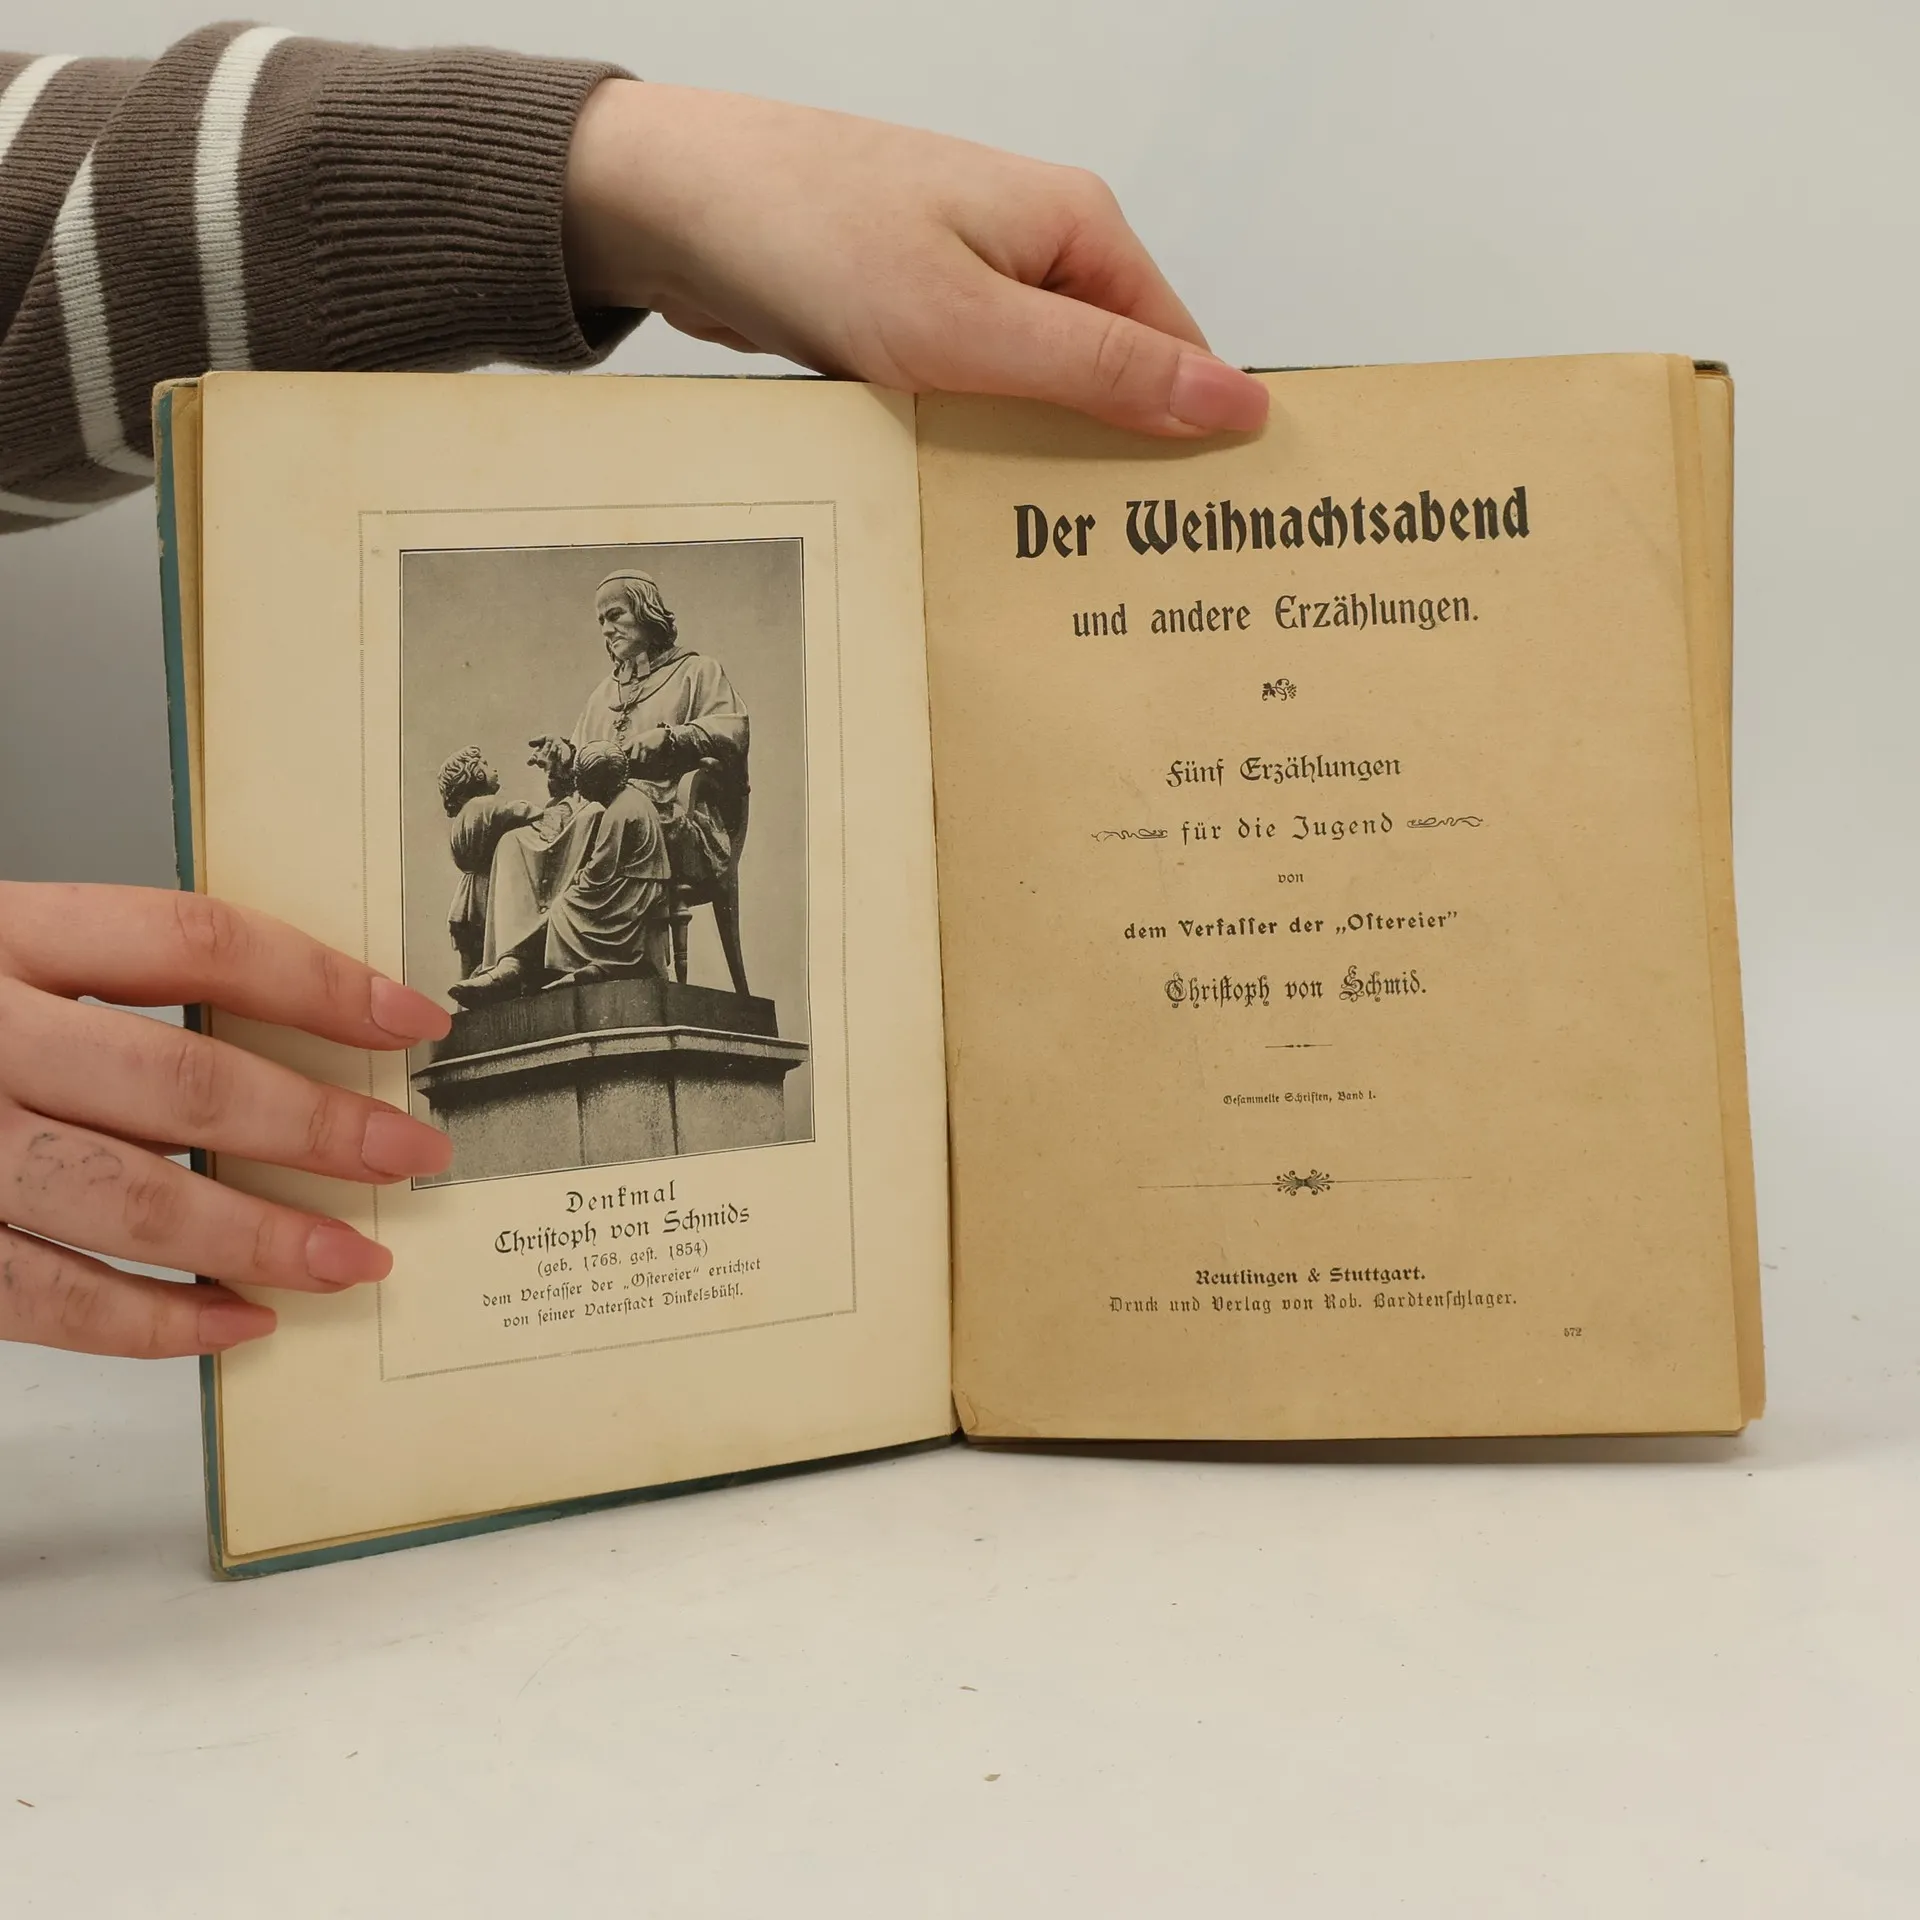 Denkmal
Christoph von Schmids
(geb. 1768, gest. 1854)
dem Verfasser der „Ostereier“ errichtet
von seiner Vaterstadt Dinkelsbühl.
Der Weihnachtsabend
und andere Erzählungen.
Fünf Erzählungen
für die Jugend
von
dem Verfasser der „Ostereier“
Christoph von Schmid.
Gesammelte Schriften, Band I.
Reutlingen & Stuttgart.
Druck und Verlag von Rob. Bardtenschlager.
572